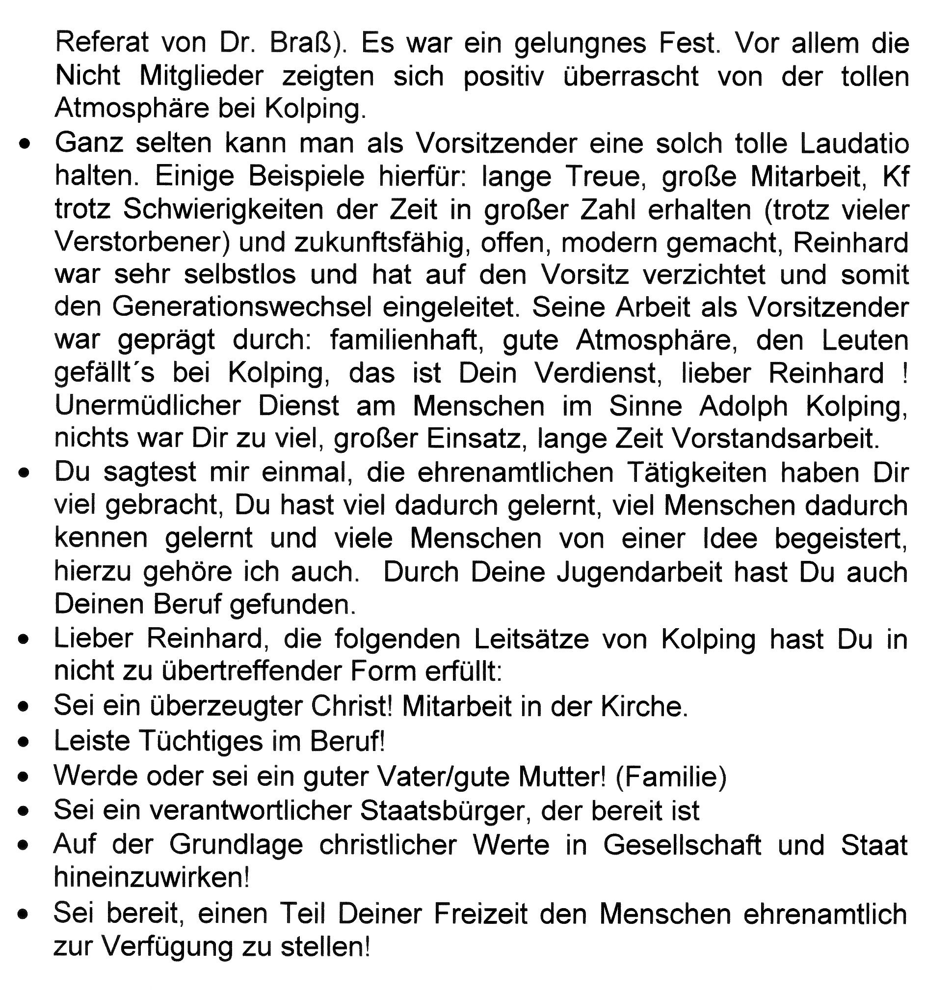 Referat von Dr. Braß). Es war ein gelungnes Fest. Vor allem die
Nicht Mitglieder zeigten sich positiv überrascht von der tollen
Atmosphäre bei Kolping.
• Ganz selten kann man als Vorsitzender eine solch tolle Laudatio
halten. Einige Beispiele hierfür: lange Treue, große Mitarbeit, Kf
trotz Schwierigkeiten der Zeit in großer Zahl erhalten (trotz vieler
Verstorbener) und zukunftsfähig, offen, modern gemacht, Reinhard
war sehr selbstlos und hat auf den Vorsitz verzichtet und somit
den Generationswechsel eingeleitet. Seine Arbeit als Vorsitzender
war geprägt durch: familienhaft, gute Atmosphäre, den Leuten
gefällt´s bei Kolping, das ist Dein Verdienst, lieber Reinhard !
Unermüdlicher Dienst am Menschen im Sinne Adolph Kolping,
nichts war Dir zu viel, großer Einsatz, lange Zeit Vorstandsarbeit.
• Du sagtest mir einmal, die ehrenamtlichen Tätigkeiten haben Dir
viel gebracht, Du hast viel dadurch gelernt, viel Menschen dadurch
kennen gelernt und viele Menschen von einer Idee begeistert,
hierzu gehöre ich auch.  Durch Deine Jugendarbeit hast Du auch
Deinen Beruf gefunden.
• Lieber Reinhard, die folgenden Leitsätze von Kolping hast Du in
nicht zu übertreffender Form erfüllt:
• Sei ein überzeugter Christ! Mitarbeit in der Kirche.
• Leiste Tüchtiges im Beruf!
• Werde oder sei ein guter Vater/gute Mutter! (Familie)
• Sei ein verantwortlicher Staatsbürger, der bereit ist
• Auf der Grundlage christlicher Werte in Gesellschaft und Staat
hineinzuwirken!
• Sei bereit, einen Teil Deiner Freizeit den Menschen ehrenamtlich
zur Verfügung zu stellen!